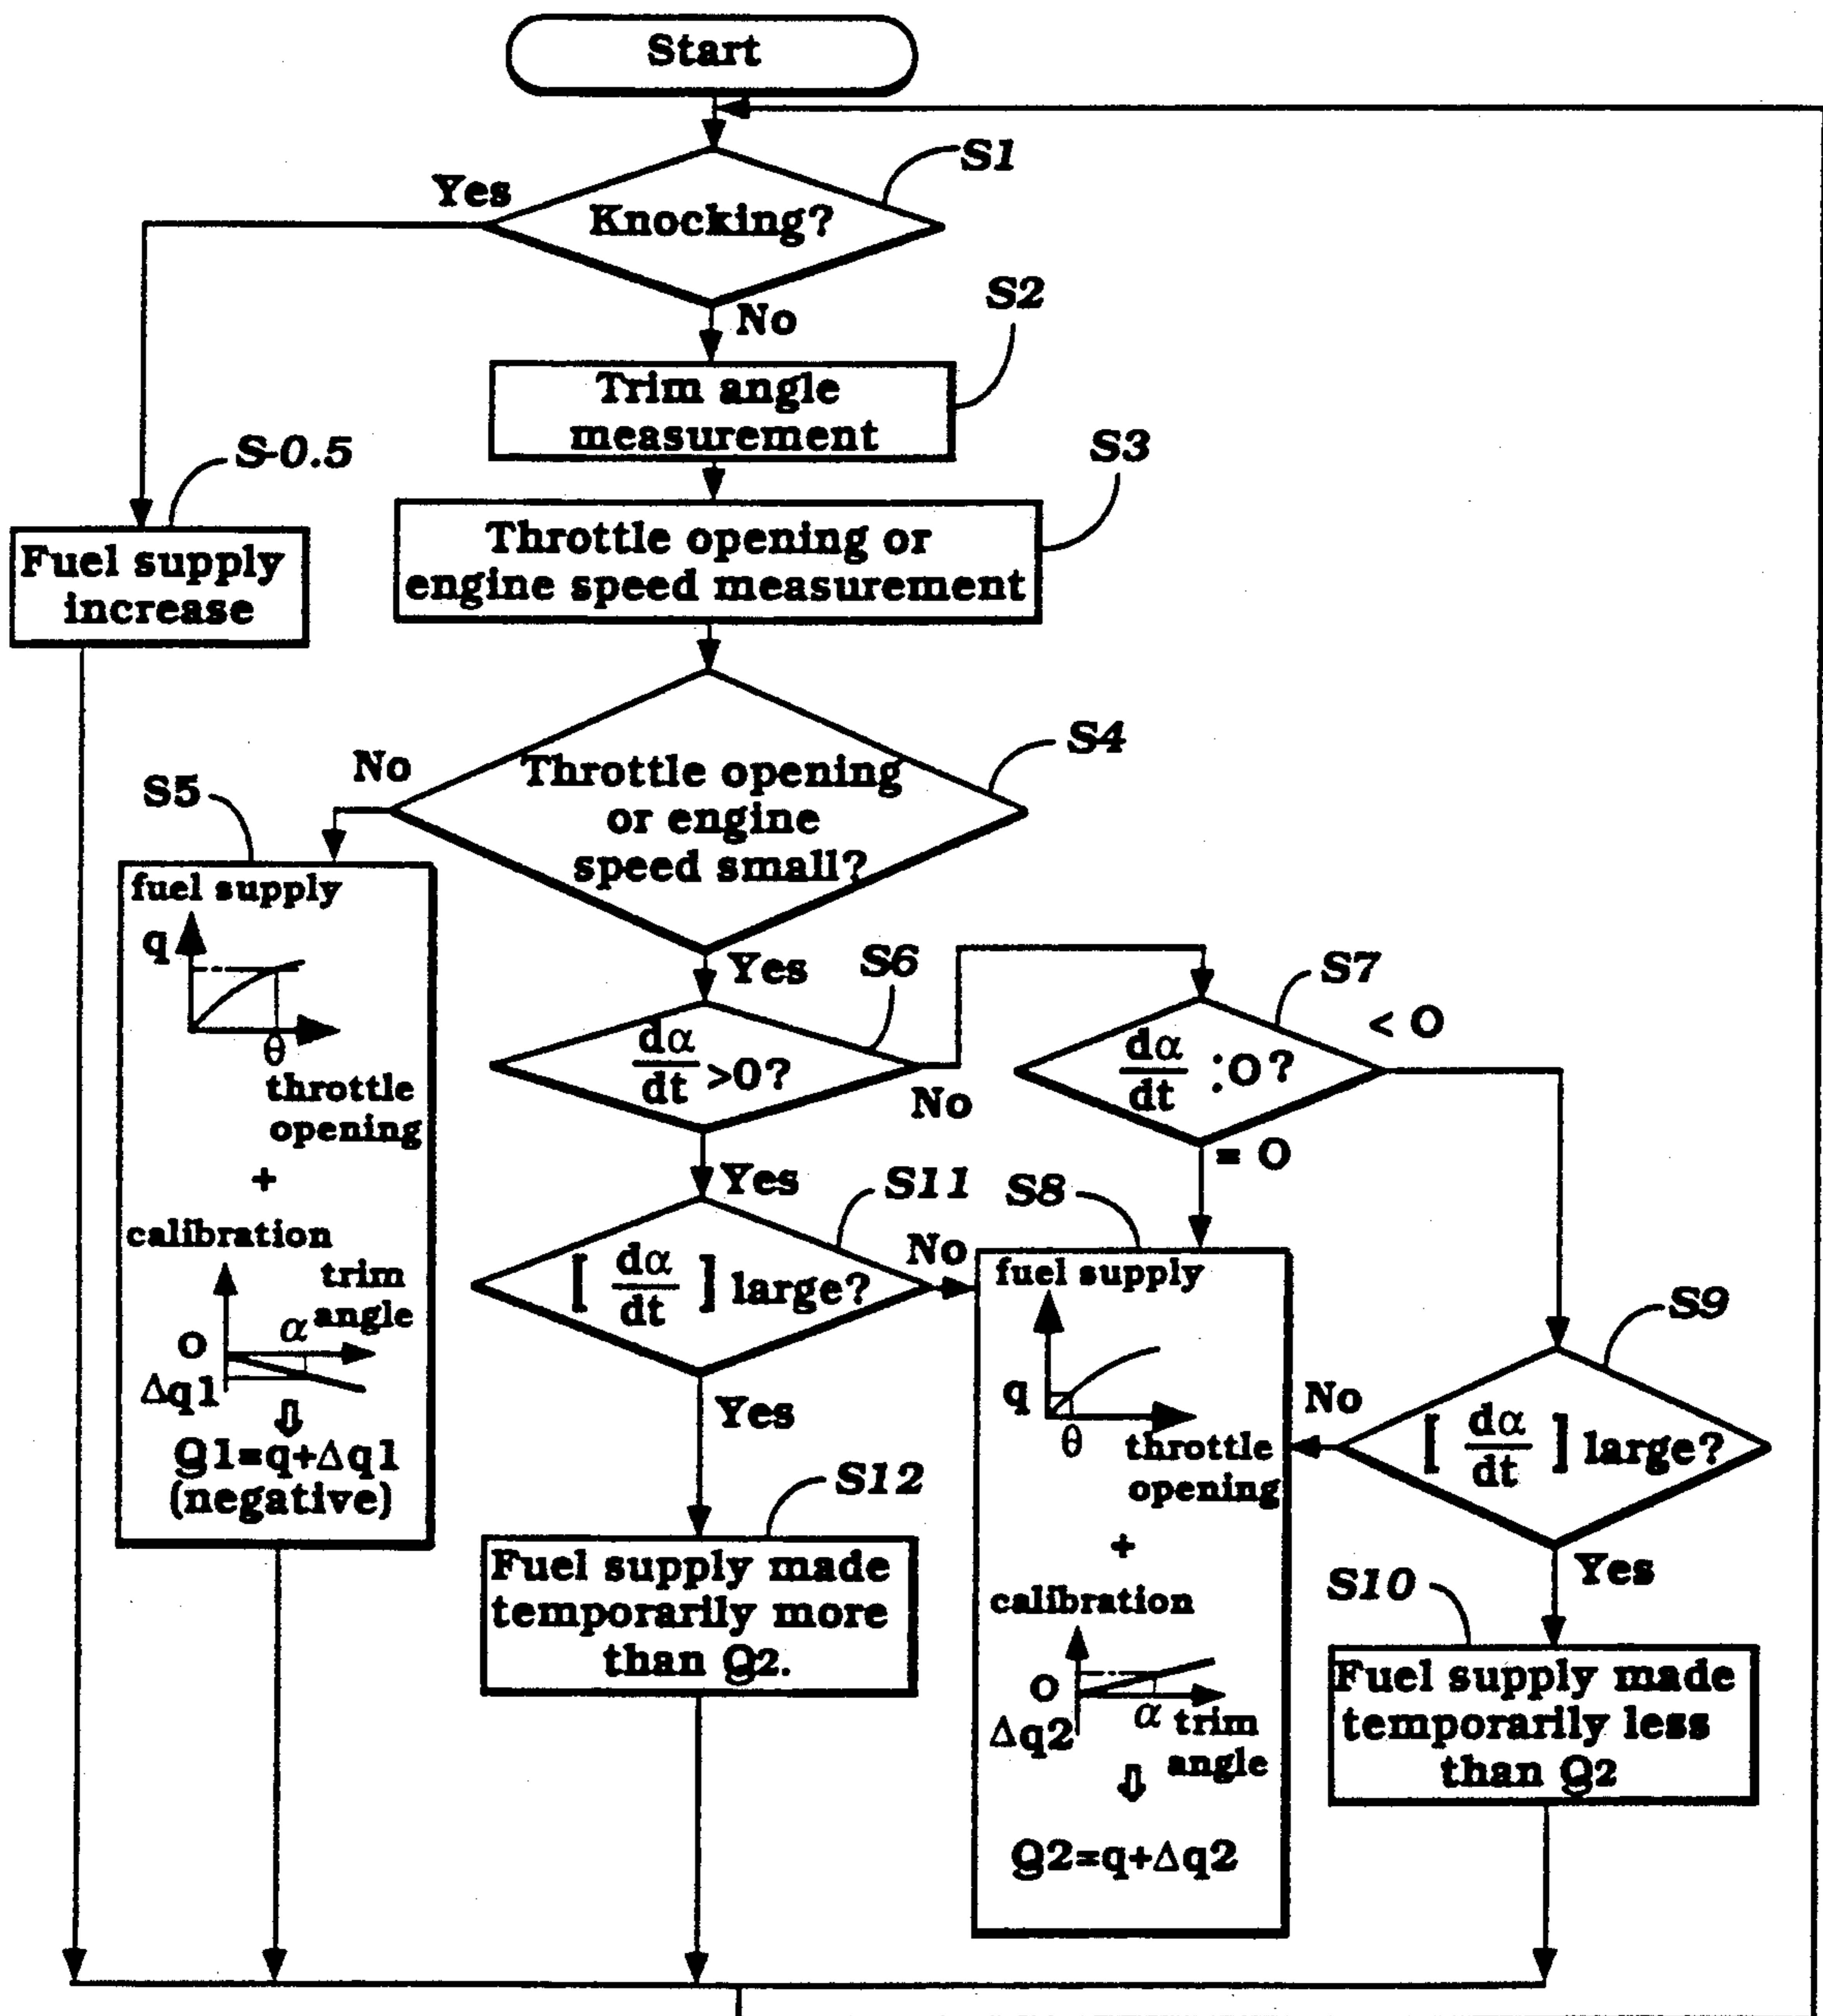 Start
S1
Yes
Knocking?
No
S2
Trim angle
measurement
S-0.5
S3
Fuel supply
increase
Throttle opening or
engine speed measurement
S4
No
Throttle opening
or engine
speed small?
S5
fuel supply
q
θ
throttle
opening
+
calibration
trim
angle
α
O
Δq1
⇩
Q1=q+Δq1
(negative)
Yes
S6
dα
dt
>0?
No
S7
< O
dα
dt
:O?
= O
Yes
S11
[ dα
dt ] large?
No
S8
fuel supply
q
θ
throttle
opening
+
calibration
O
α trim
angle
Δq2
⇩
Q2=q+Δq2
S9
No
[ dα
dt ] large?
Yes
S12
Fuel supply made
temporarily more
than Q2.
Yes
S10
Fuel supply made
temporarily less
than Q2